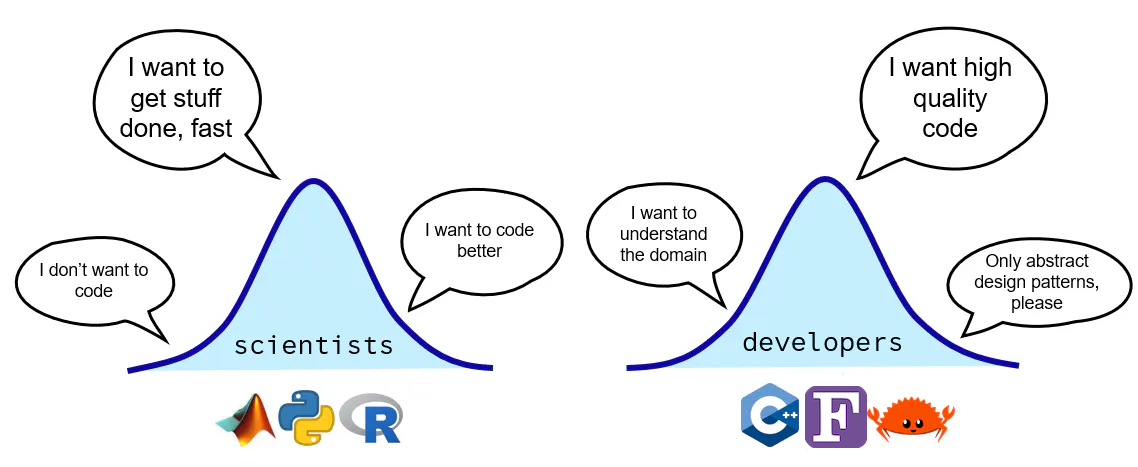 I want to
get stuff
done, fast
I want high
quality
code
I don't want to
code
I want to code
better
I want to
understand
the domain
Only abstract
design patterns,
please
scientists
developers
R
C++
F